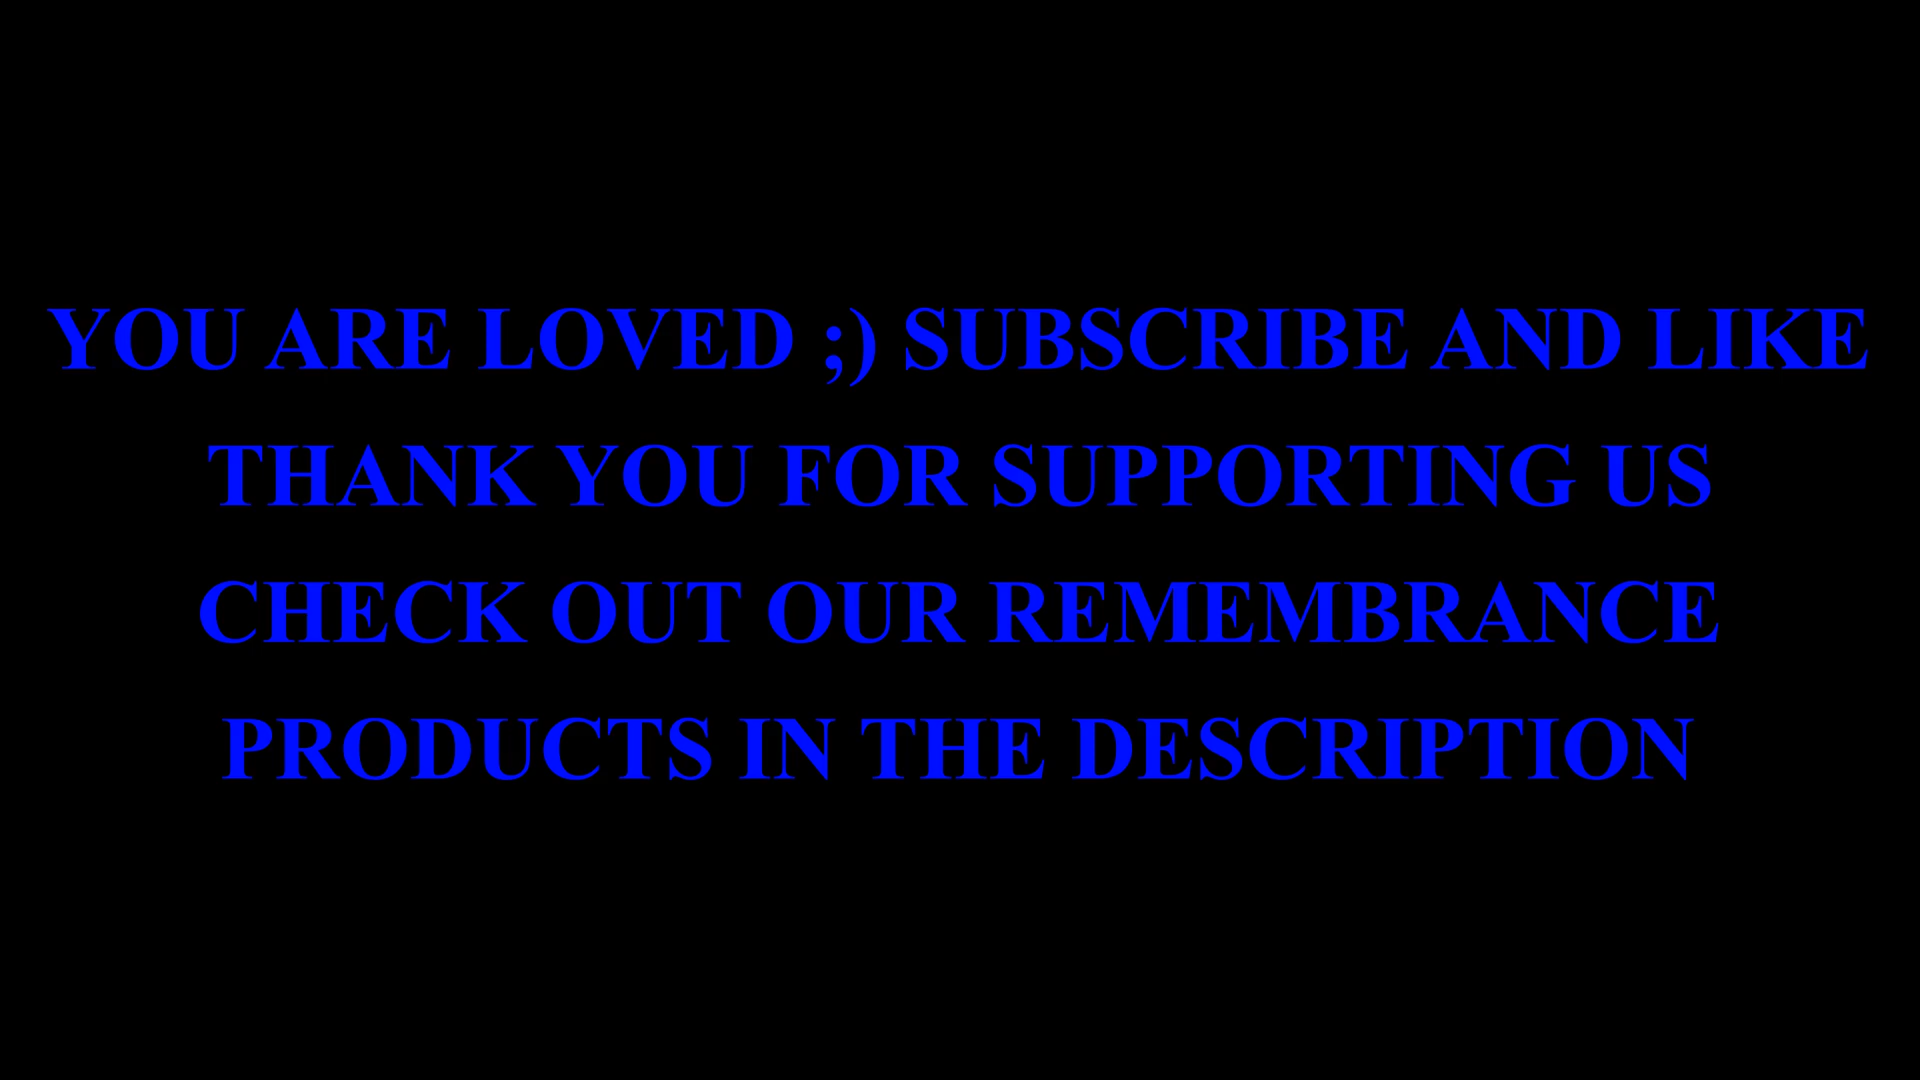 YOU ARE LOVED ;) SUBSCRIBE AND LIKE
THANK YOU FOR SUPPORTING US
CHECK OUT OUR REMEMBRANCE
PRODUCTS IN THE DESCRIPTION